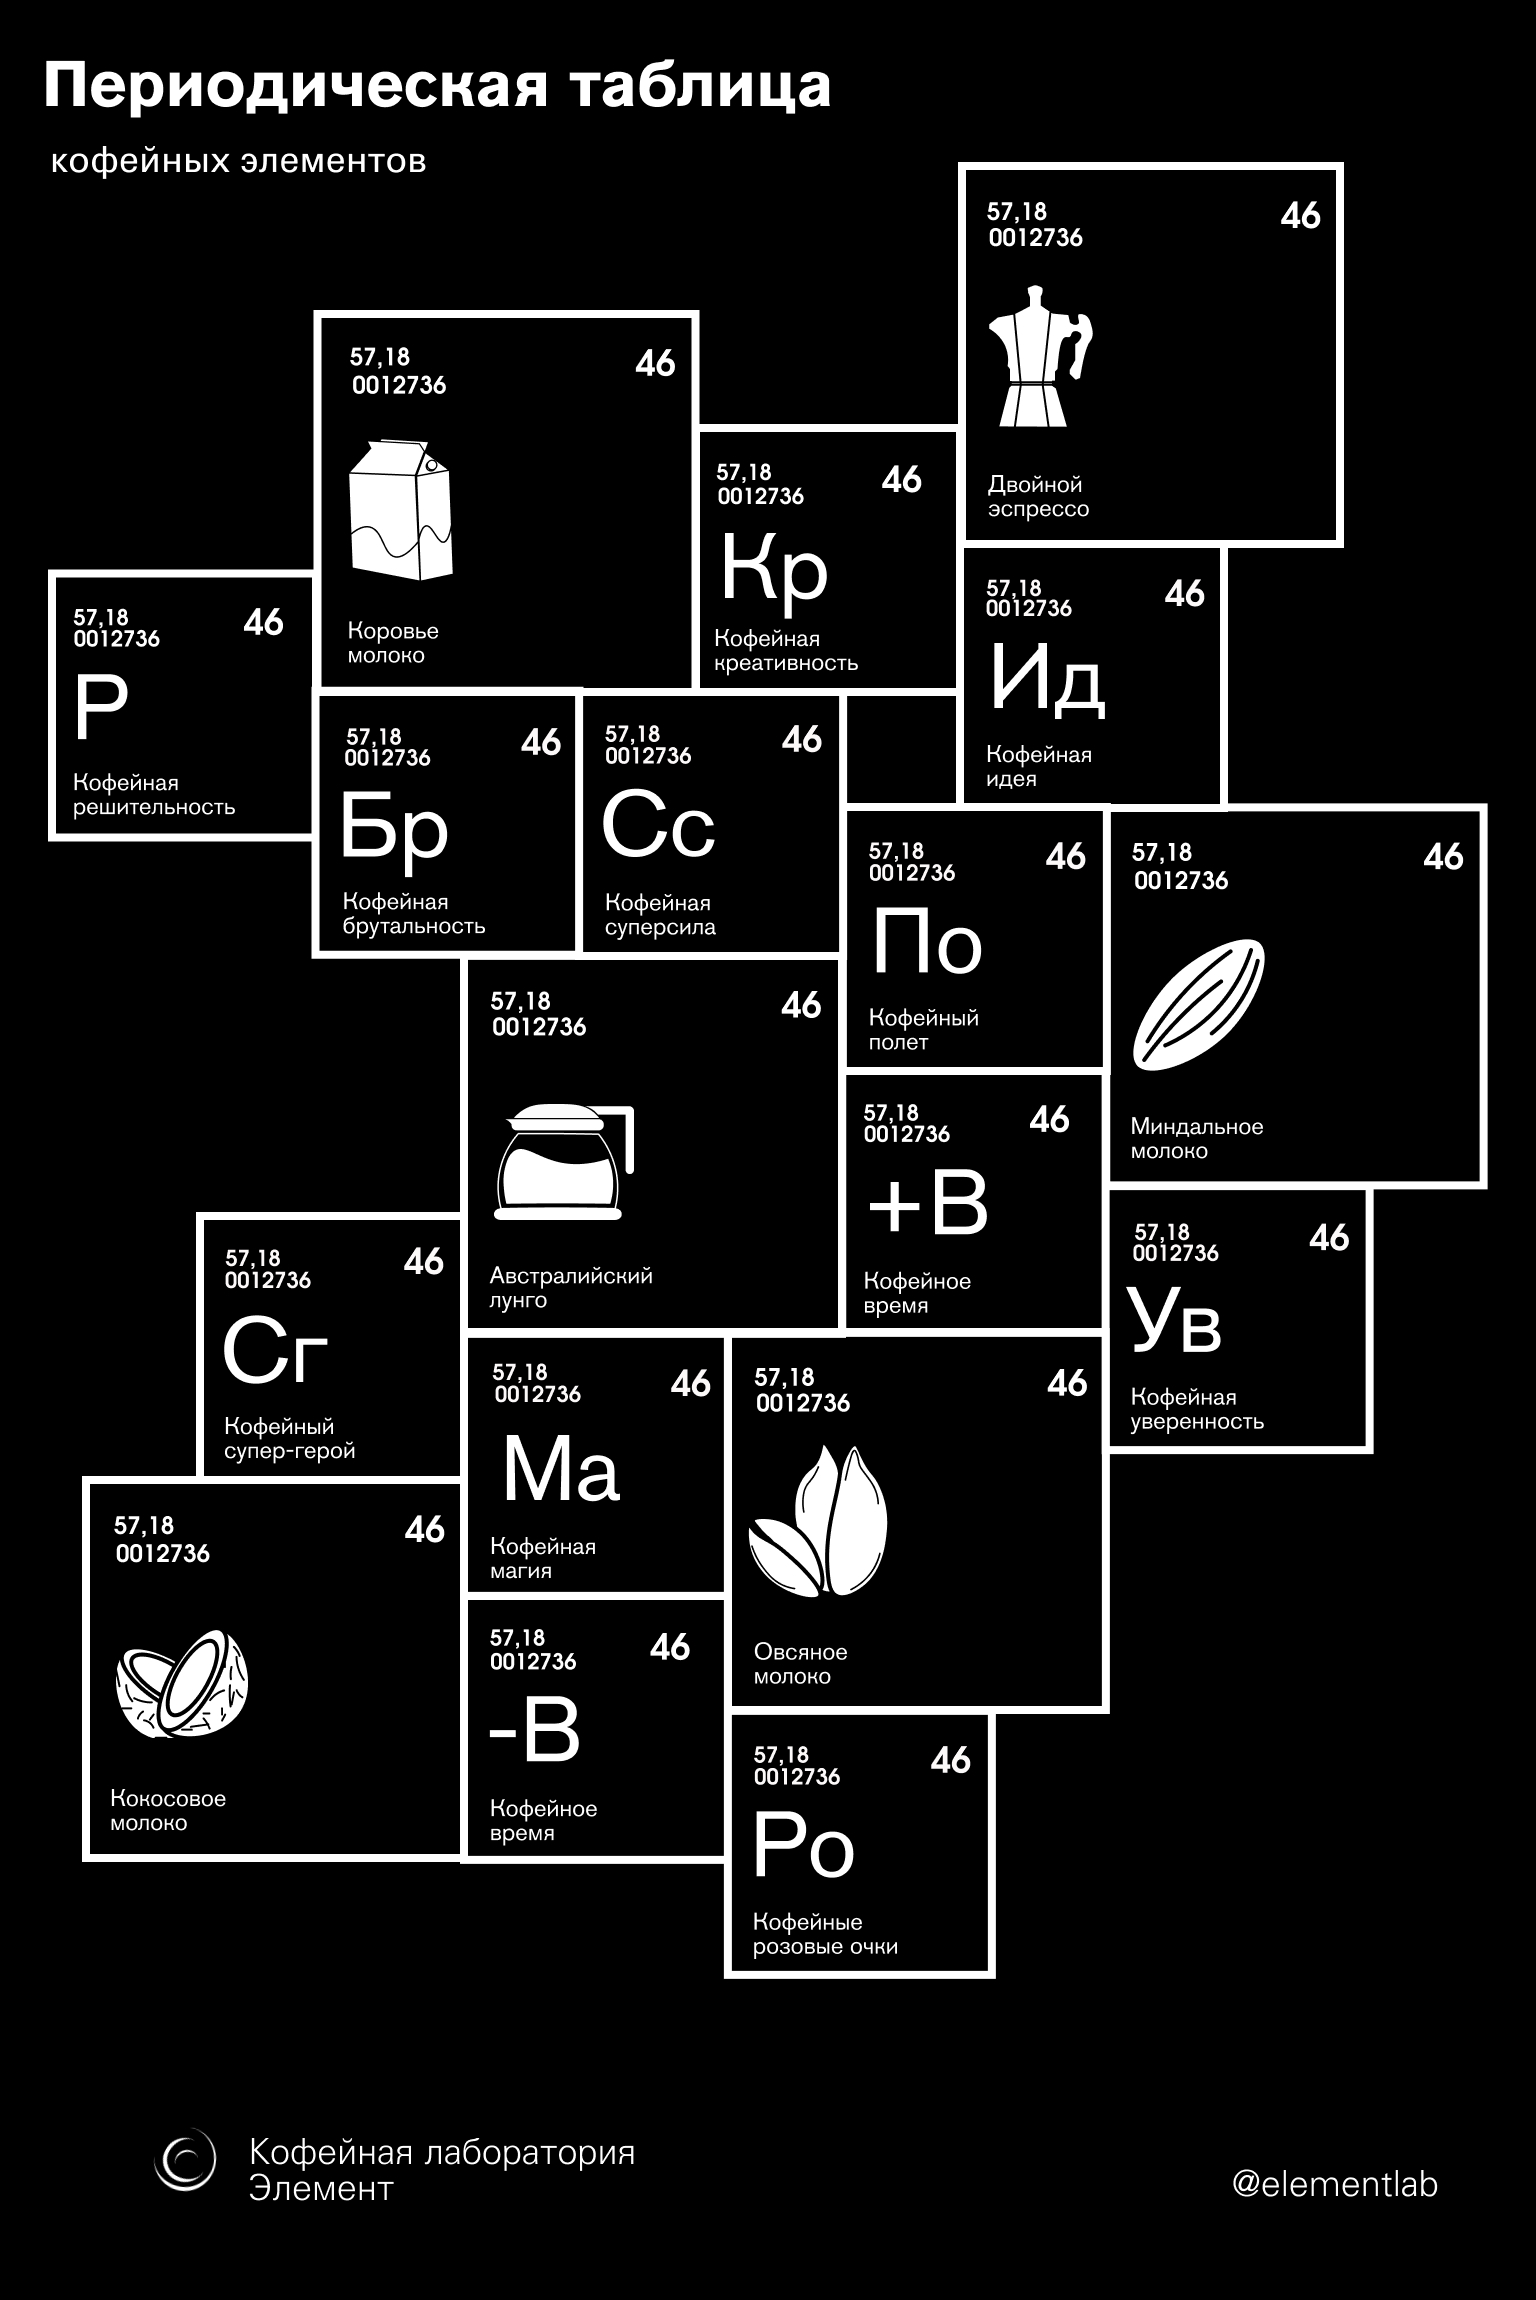 Периодическая таблица
кофейных элементов
57,18
46
0012736
Двойной
эспрессо
57,18
46
0012736
Коровье
молоко
57,18
46
0012736
Кр
Кофейная
креативность
57,18
46
0012736
Р
Кофейная
решительность
57,18
46
0012736
Ид
Кофейная
идея
57,18
46
0012736
Бр
Кофейная
брутальность
57,18
46
0012736
Сс
Кофейная
суперсила
57,18
46
0012736
По
Кофейный
полет
57,18
46
0012736
Миндальное
молоко
57,18
46
0012736
Австралийский
лунго
57,18
46
0012736
+В
Кофейное
время
57,18
46
0012736
Ув
Кофейная
уверенность
57,18
46
0012736
Сг
Кофейный
супер-герой
57,18
46
0012736
Ма
Кофейная
магия
57,18
46
0012736
Овсяное
молоко
57,18
46
0012736
Кокосовое
молоко
57,18
46
0012736
-В
Кофейное
время
57,18
46
0012736
Ро
Кофейные
розовые очки
Кофейная лаборатория
Элемент
@elementlab